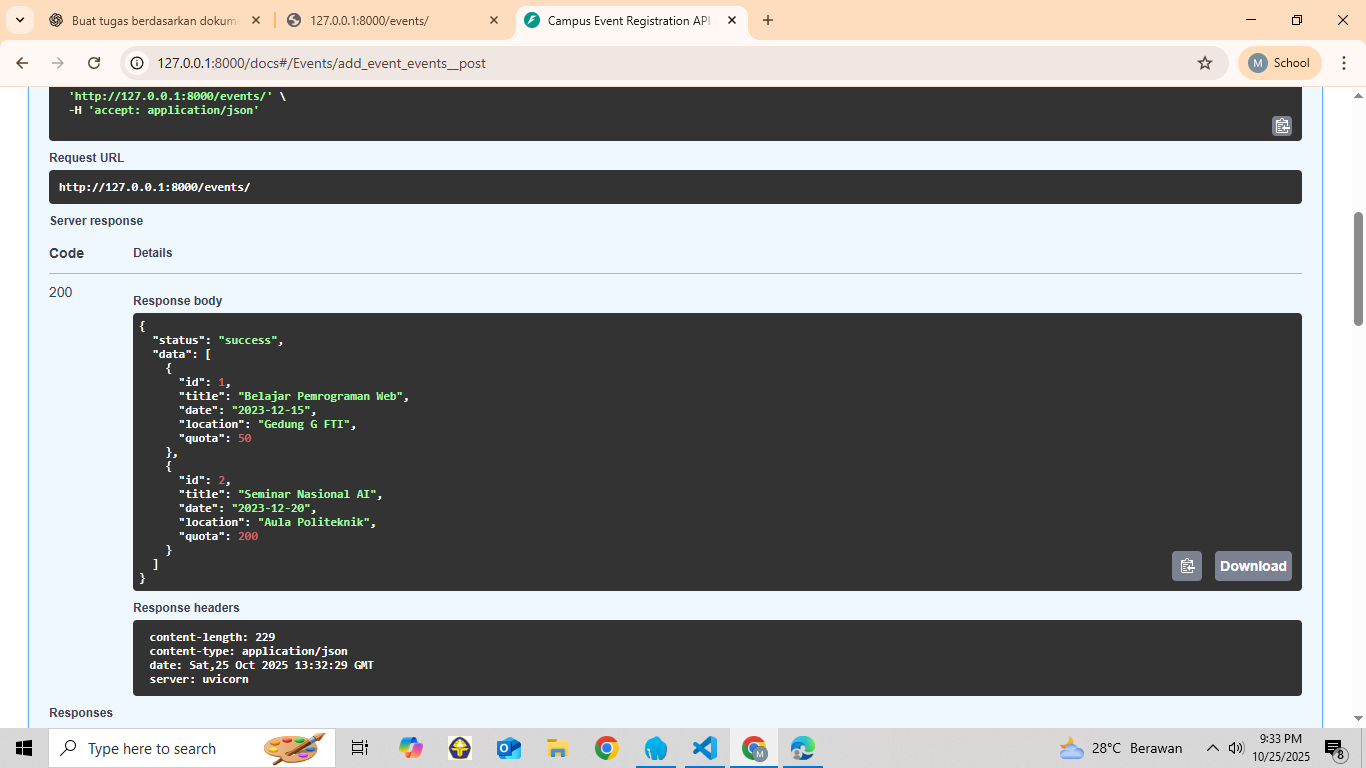 Buat tugas berdasarkan dokum
127.0.0.1:8000/events/
Campus Event Registration API
127.0.0.1:8000/docs#/Events/add_event_events__post
M
School
'http://127.0.0.1:8000/events/' \
-H 'accept: application/json'
Request URL
http://127.0.0.1:8000/events/
Server response
Code
Details
200
Response body
{
"status": "success",
"data": [
{
"id": 1,
"title": "Belajar Pemrograman Web",
"date": "2023-12-15",
"location": "Gedung G FTI",
"quota": 50
},
{
"id": 2,
"title": "Seminar Nasional AI",
"date": "2023-12-20",
"location": "Aula Politeknik",
"quota": 200
}
]
}
Download
Response headers
content-length: 229
content-type: application/json
date: Sat,25 Oct 2025 13:32:29 GMT
server: uvicorn
Responses
Type here to search
M
28°C Berawan
9:33 PM
10/25/2025
8